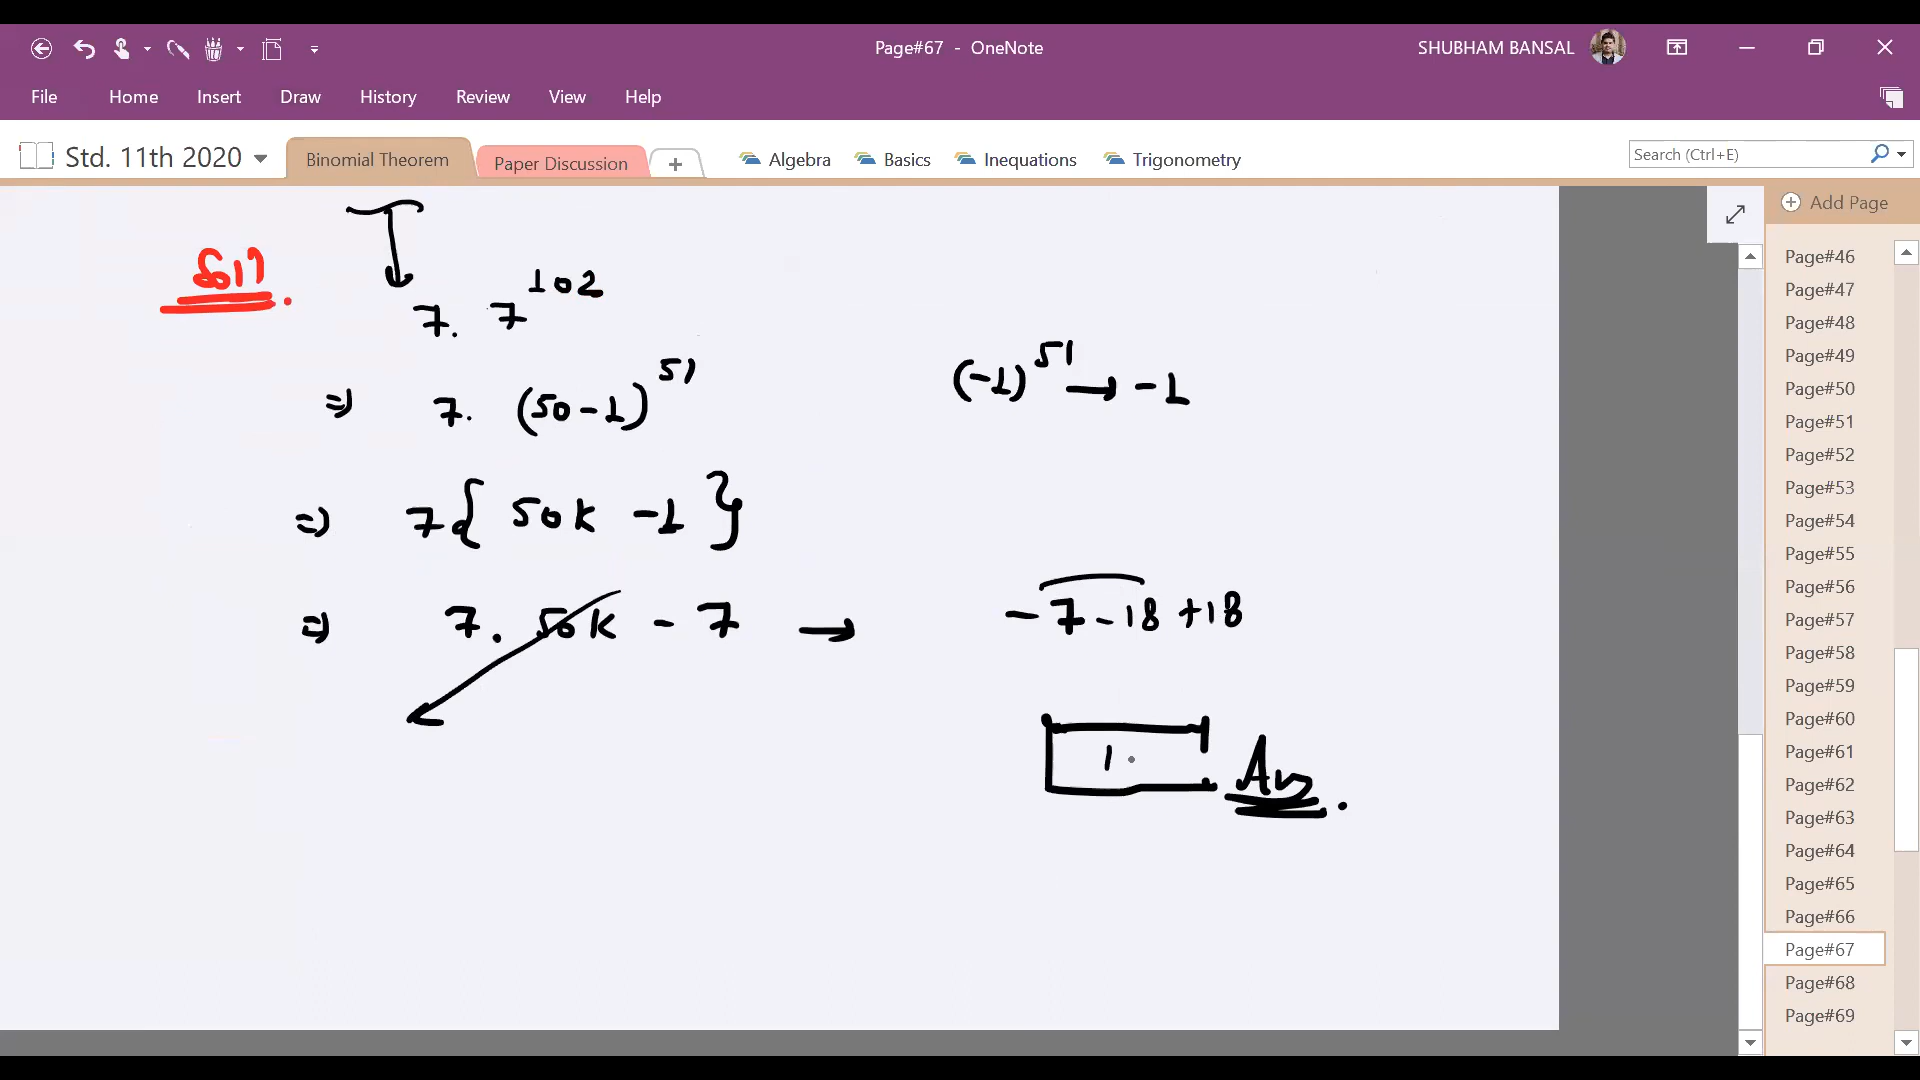 Page#67 - OneNote
SHUBHAM BANSAL
File Home Insert Draw History Review View Help
Std. 11th 2020
Binomial Theorem
Paper Discussion
+
Algebra
Basics
Inequations
Trigonometry
Search (Ctrl+E)
Add Page
Soln.
7. 7^102
⇒ 7. (50-1)^51
(-1)^51 → -1
⇒ 7{ 50k -1 }
⇒ 7. 50k - 7 →
-7-18+18
1
Ans.
Page#46
Page#47
Page#48
Page#49
Page#50
Page#51
Page#52
Page#53
Page#54
Page#55
Page#56
Page#57
Page#58
Page#59
Page#60
Page#61
Page#62
Page#63
Page#64
Page#65
Page#66
Page#67
Page#68
Page#69